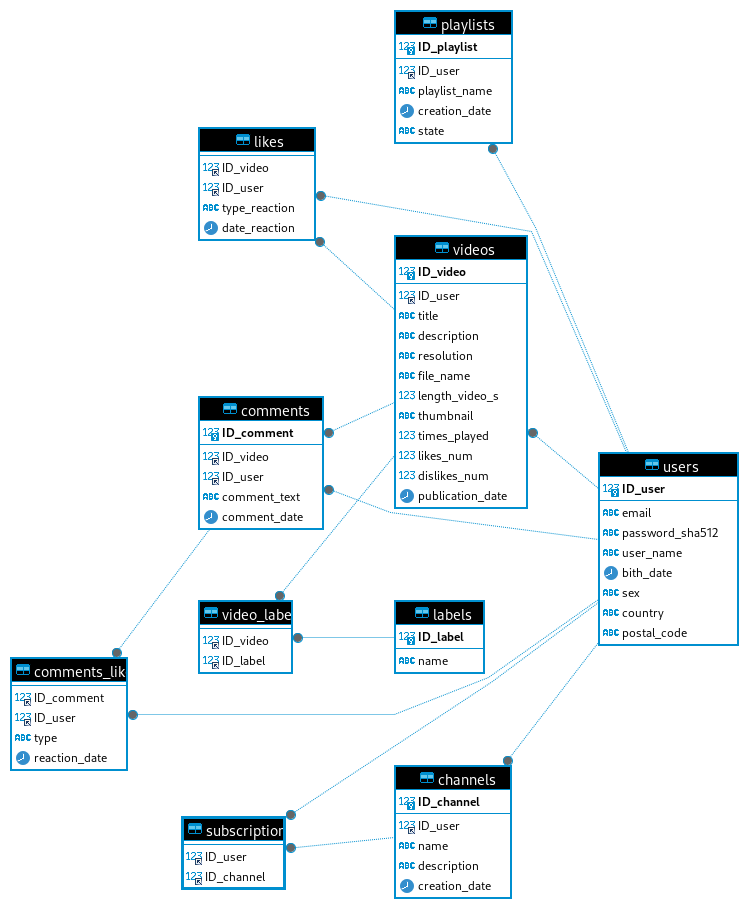 playlists
ID_playlist
ID_user
playlist_name
creation_date
state
likes
ID_video
ID_user
type_reaction
date_reaction
videos
ID_video
ID_user
title
description
resolution
file_name
length_video_s
thumbnail
times_played
likes_num
dislikes_num
publication_date
comments
ID_comment
ID_video
ID_user
comment_text
comment_date
users
ID_user
email
password_sha512
user_name
bith_date
sex
country
postal_code
video_labe
ID_video
ID_label
labels
ID_label
name
comments_lik
ID_comment
ID_user
type
reaction_date
channels
ID_channel
ID_user
name
description
creation_date
subscription
ID_user
ID_channel